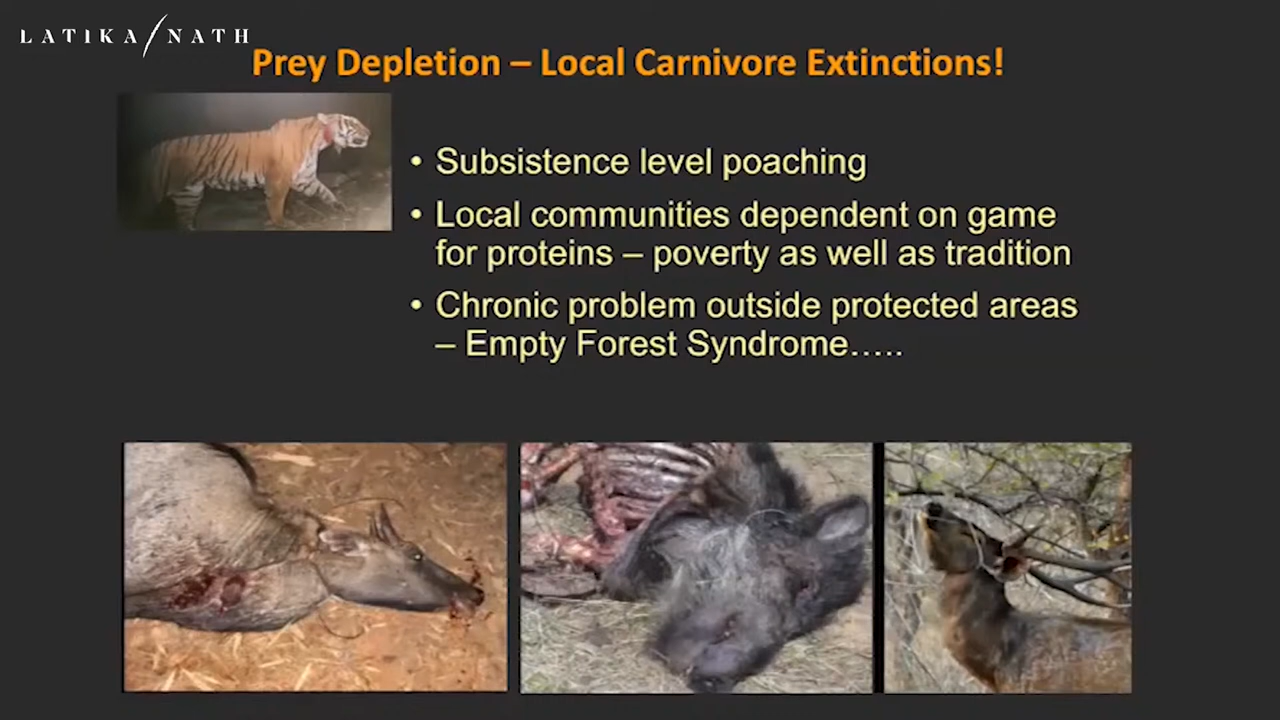 LATIKA/NATH
Prey Depletion – Local Carnivore Extinctions!
• Subsistence level poaching
• Local communities dependent on game
for proteins – poverty as well as tradition
• Chronic problem outside protected areas
– Empty Forest Syndrome…..